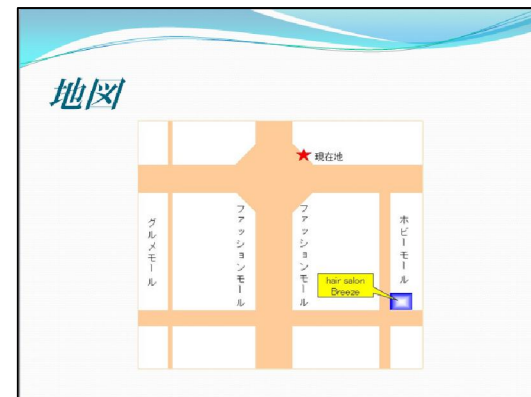 地図
現在地
グルメモール
ファッションモール
ファッションモール
ホビーモール
hair salon
Breeze